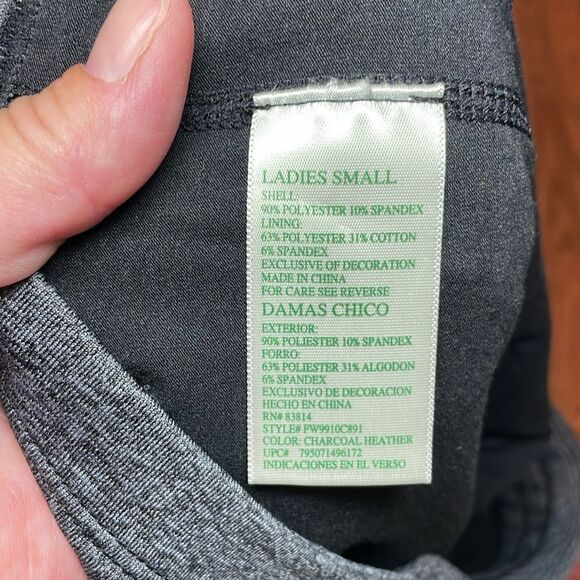 LADIES SMALL
SHELL:
90% POLYESTER 10% SPANDEX
LINING:
63% POLYESTER 31% COTTON
6% SPANDEX
EXCLUSIVE OF DECORATION
MADE IN CHINA
FOR CARE SEE REVERSE
DAMAS CHICO
EXTERIOR:
90% POLIESTER 10% SPANDEX
FORRO:
63% POLIESTER 31% ALGODON
6% SPANDEX
EXCLUSIVO DE DECORACION
HECHO EN CHINA
RN# 83814
STYLE# FW9910C891
COLOR: CHARCOAL HEATHER
UPC# 795071496172
INDICACIONES EN EL VERSO